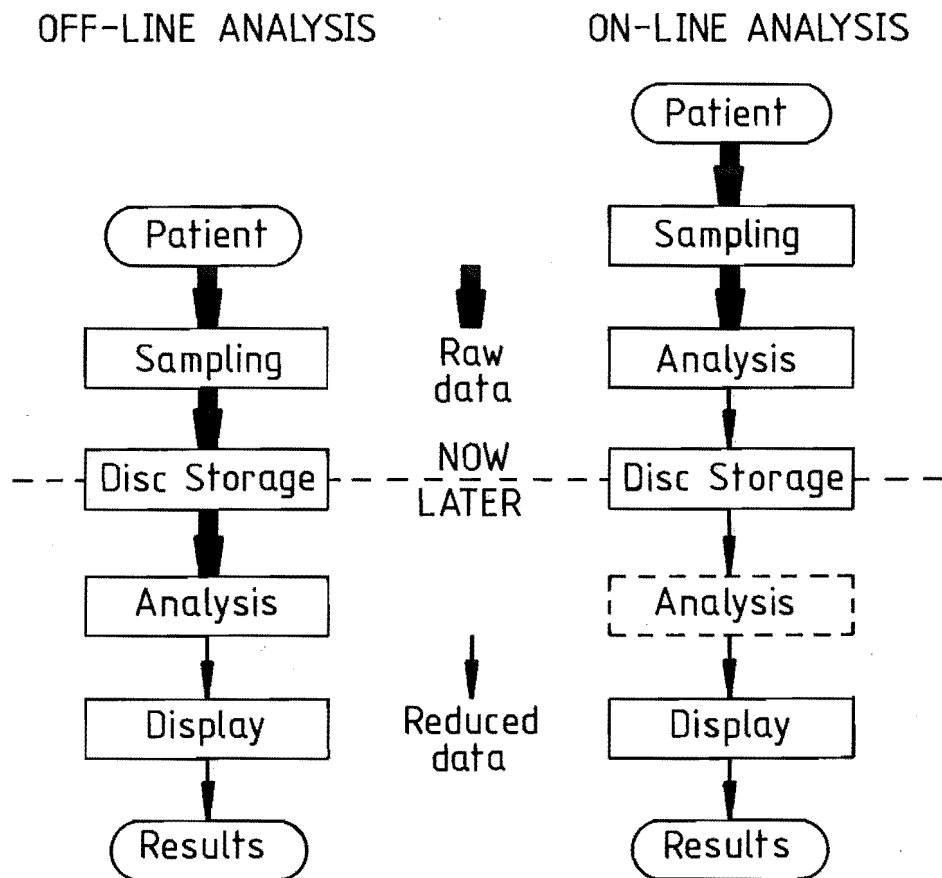 OFF-LINE ANALYSIS
Patient
Sampling
Disc Storage
Analysis
Display
Results
Raw
data
NOW
LATER
Reduced
data
ON-LINE ANALYSIS
Patient
Sampling
Analysis
Disc Storage
Analysis
Display
Results